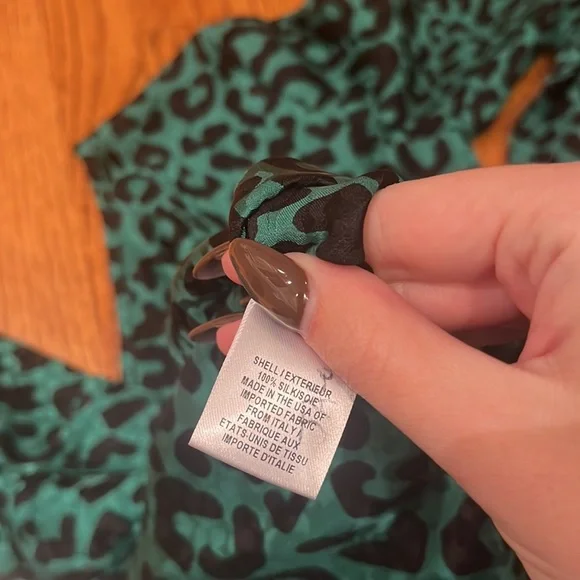 S
SHELL / EXTERIEUR
100% SILK/SOIE
MADE IN THE USA OF
IMPORTED FABRIC
FROM ITALY /
FABRIQUE AUX
ETATS-UNIS DE TISSU
IMPORTE D'ITALIE